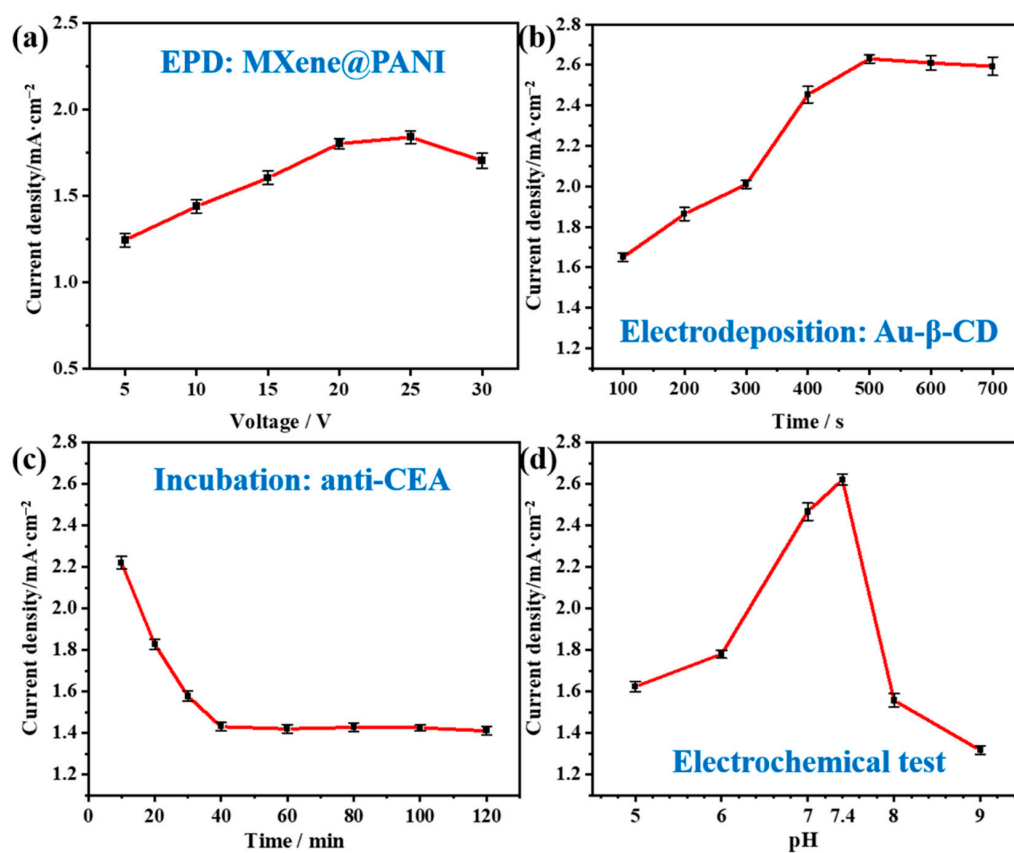 (a)
EPD: MXene@PANI
Current density/mA·cm⁻²
2.5
2.0
1.5
1.0
0.5
5 10 15 20 25 30
Voltage / V
(b)
Electrodeposition: Au-β-CD
Current density/mA·cm⁻²
2.8
2.6
2.4
2.2
2.0
1.8
1.6
1.4
1.2
100 200 300 400 500 600 700
Time / s
(c)
Incubation: anti-CEA
Current density/mA·cm⁻²
2.8
2.6
2.4
2.2
2.0
1.8
1.6
1.4
1.2
0 20 40 60 80 100 120
Time / min
(d)
Electrochemical test
Current density/mA·cm⁻²
2.8
2.6
2.4
2.2
2.0
1.8
1.6
1.4
1.2
5 6 7 7.4 8 9
pH